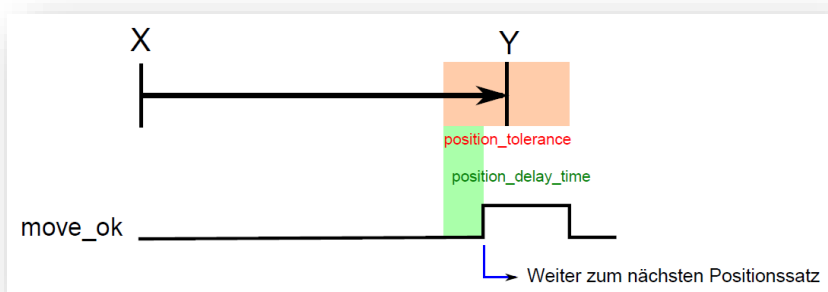 X
Y
position_tolerance
position_delay_time
move_ok
Weiter zum nächsten Positionssatz